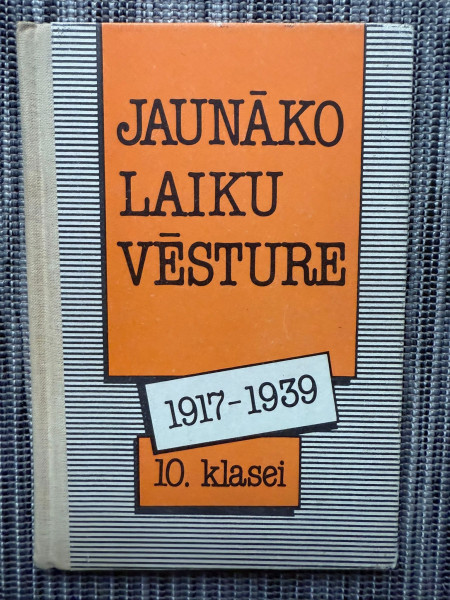 JAUNĀKO
LAIKU
VĒSTURE
1917-1939
10. klasei